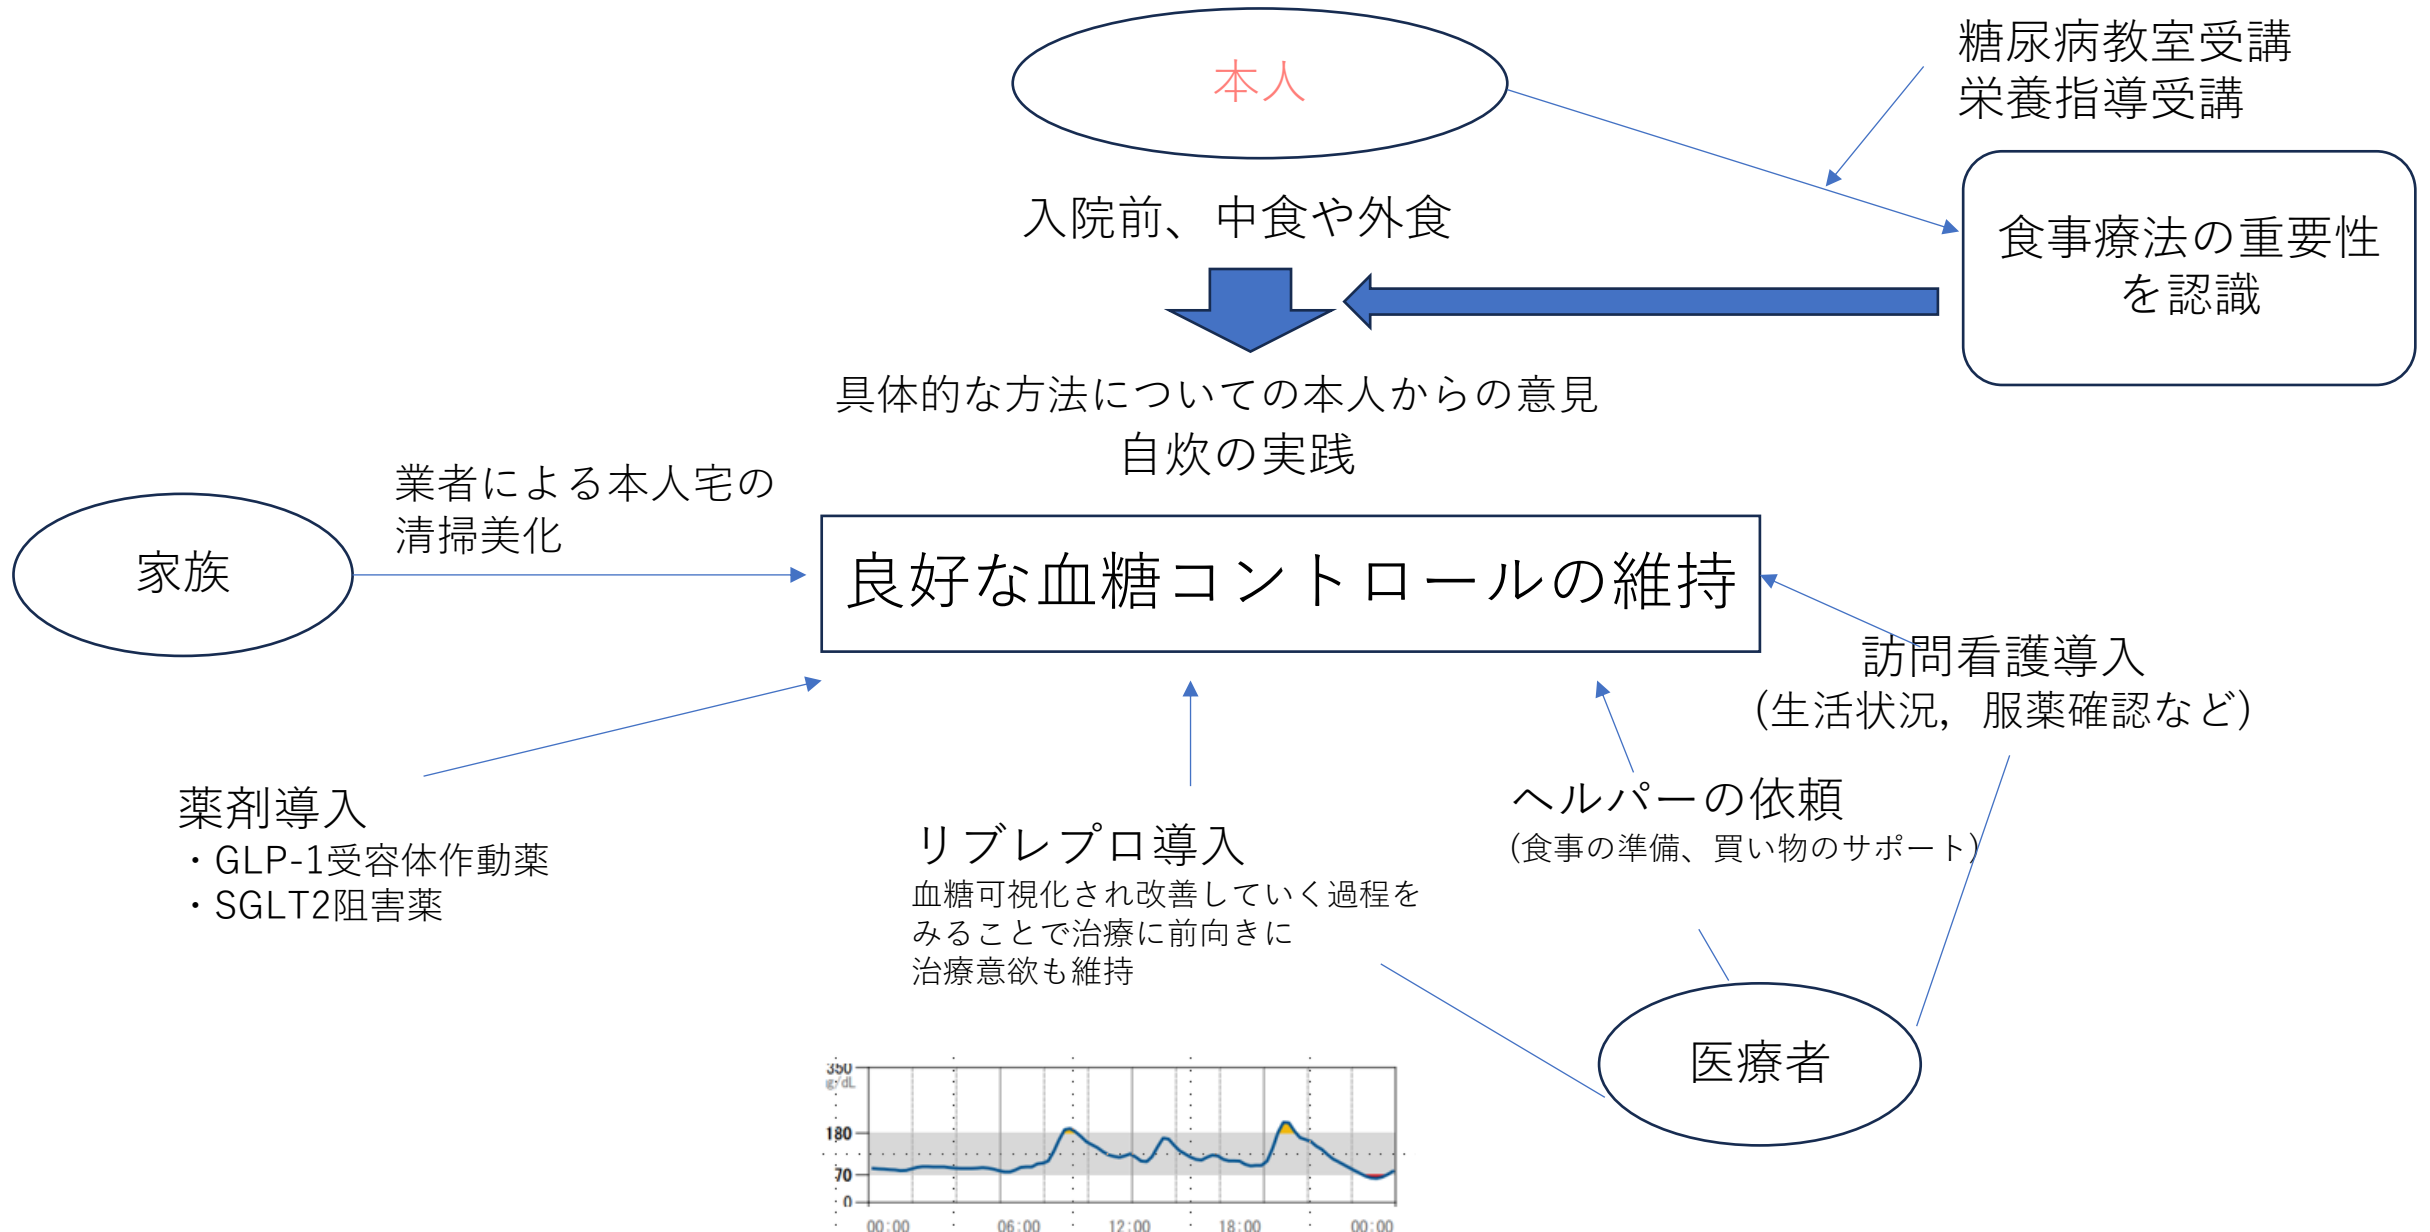 本人
糖尿病教室受講
栄養指導受講
入院前、中食や外食
食事療法の重要性
を認識
具体的な方法についての本人からの意見
自炊の実践
業者による本人宅の
清掃美化
家族
良好な血糖コントロールの維持
訪問看護導入
(生活状況，服薬確認など)
薬剤導入
・GLP-1受容体作動薬
・SGLT2阻害薬
リブレプロ導入
血糖可視化され改善していく過程を
みることで治療に前向きに
治療意欲も維持
ヘルパーの依頼
(食事の準備、買い物のサポート)
医療者
350
g/dL
180
70
0
00:00 06:00 12:00 18:00 00:00